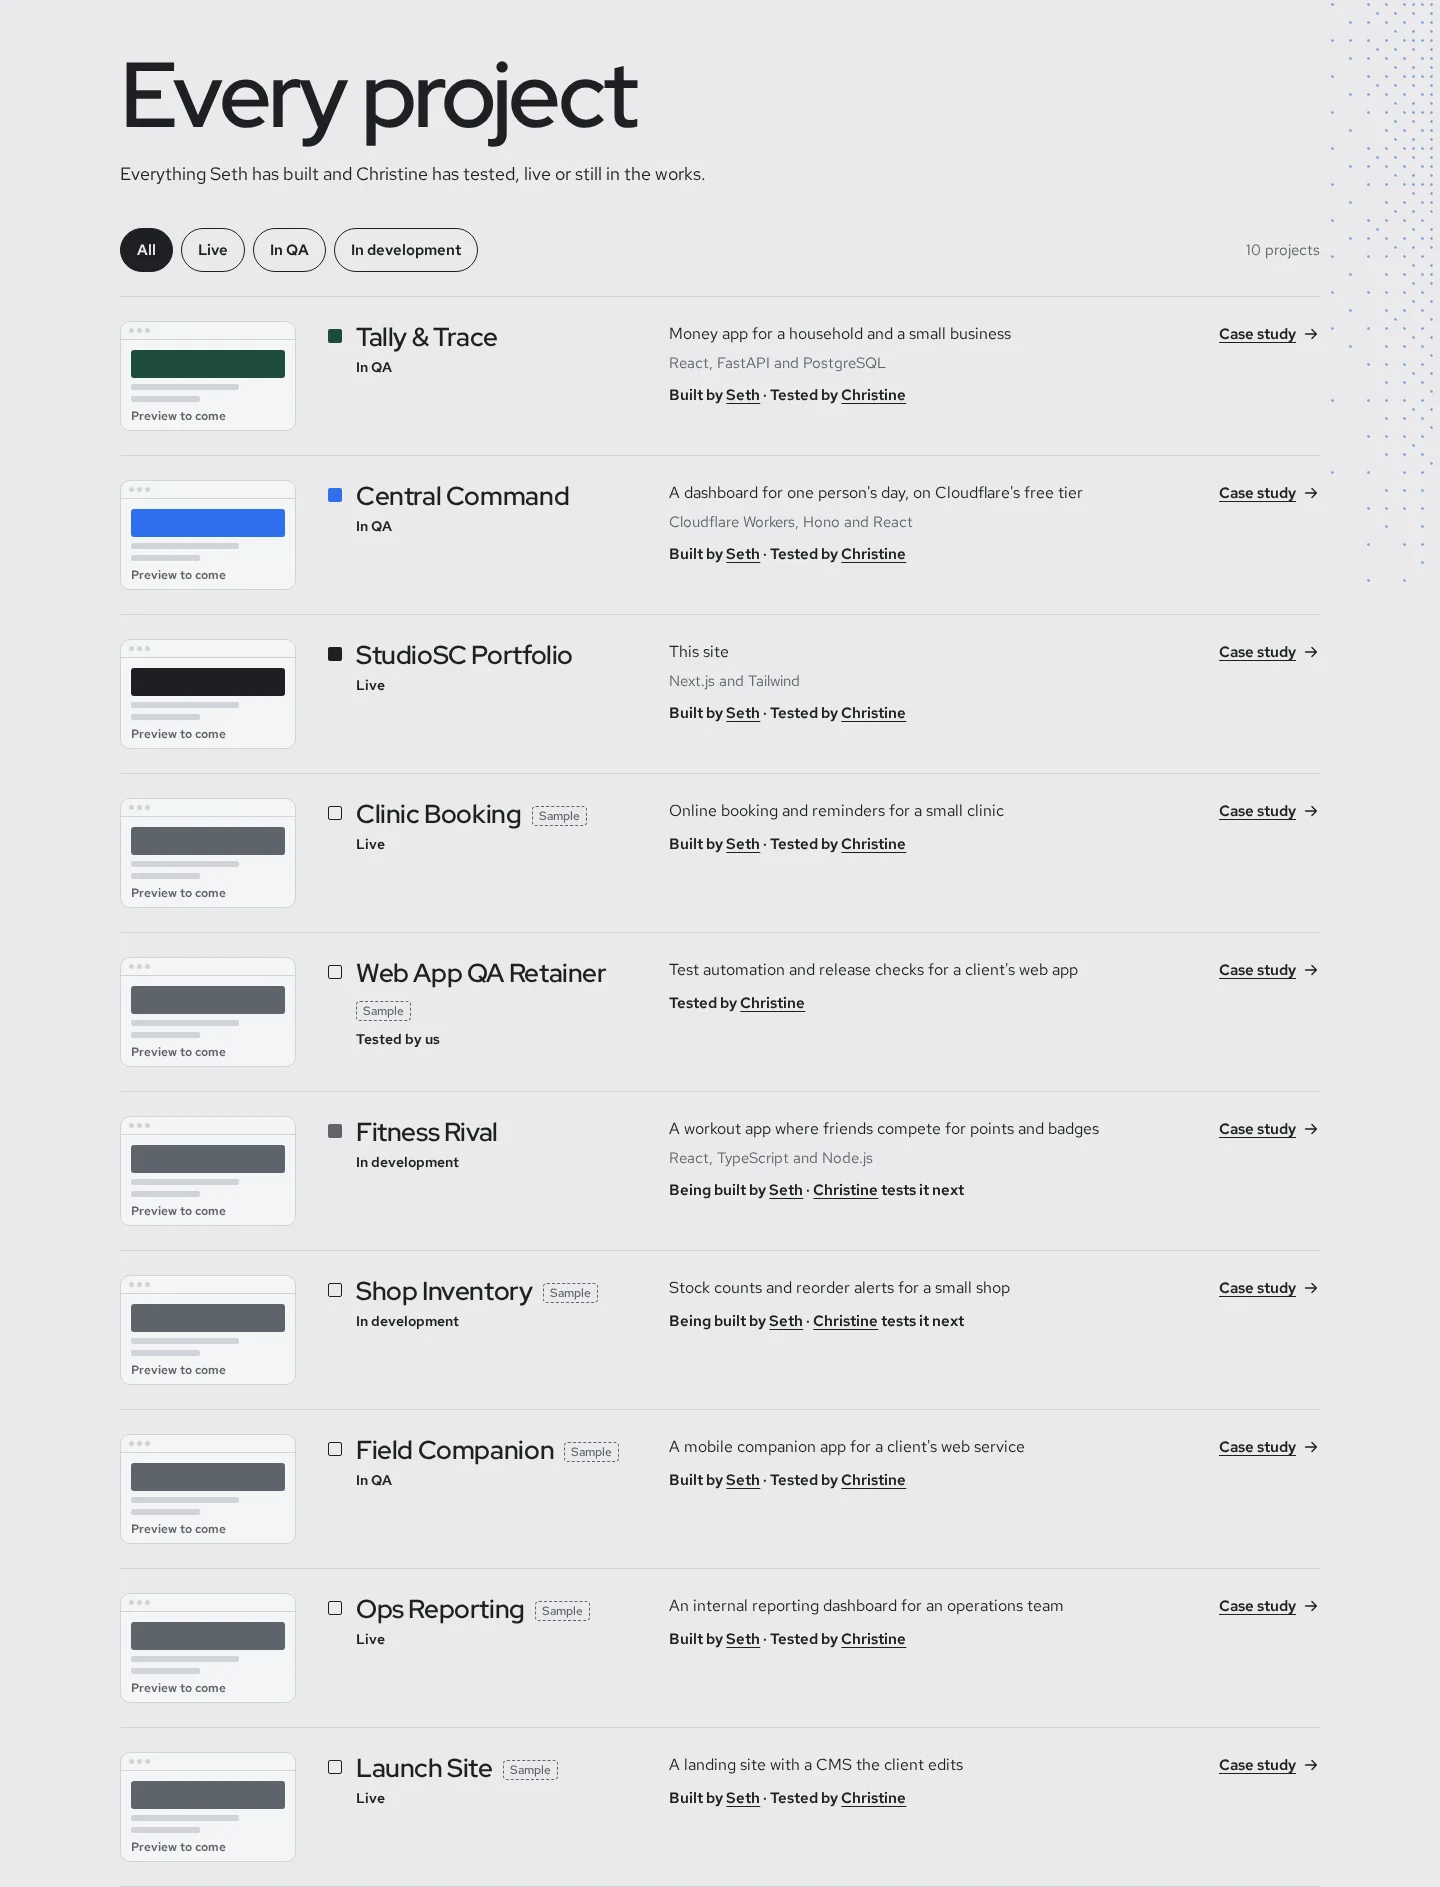 Every project
Everything Seth has built and Christine has tested, live or still in the works.
All
Live
In QA
In development
10 projects
Preview to come
Tally & Trace
In QA
Money app for a household and a small business
React, FastAPI and PostgreSQL
Built by Seth · Tested by Christine
Case study →
Preview to come
Central Command
In QA
A dashboard for one person's day, on Cloudflare's free tier
Cloudflare Workers, Hono and React
Built by Seth · Tested by Christine
Case study →
Preview to come
StudioSC Portfolio
Live
This site
Next.js and Tailwind
Built by Seth · Tested by Christine
Case study →
Preview to come
Clinic Booking Sample
Live
Online booking and reminders for a small clinic
Built by Seth · Tested by Christine
Case study →
Preview to come
Web App QA Retainer
Sample
Tested by us
Test automation and release checks for a client's web app
Tested by Christine
Case study →
Preview to come
Fitness Rival
In development
A workout app where friends compete for points and badges
React, TypeScript and Node.js
Being built by Seth · Christine tests it next
Case study →
Preview to come
Shop Inventory Sample
In development
Stock counts and reorder alerts for a small shop
Being built by Seth · Christine tests it next
Case study →
Preview to come
Field Companion Sample
In QA
A mobile companion app for a client's web service
Built by Seth · Tested by Christine
Case study →
Preview to come
Ops Reporting Sample
Live
An internal reporting dashboard for an operations team
Built by Seth · Tested by Christine
Case study →
Preview to come
Launch Site Sample
Live
A landing site with a CMS the client edits
Built by Seth · Tested by Christine
Case study →